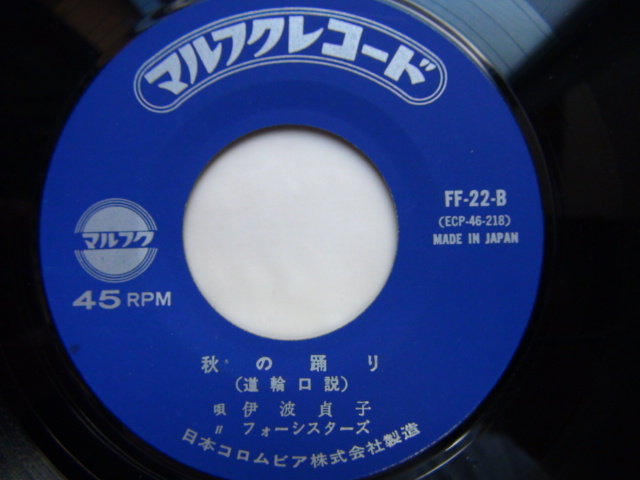 マルフクレコード
マルフク
45 RPM
FF-22-B
(ECP-46-218)
MADE IN JAPAN
秋の踊り
(道輪口説)
唄 伊波貞子
〃 フォーシスターズ
日本コロムビア株式会社製造